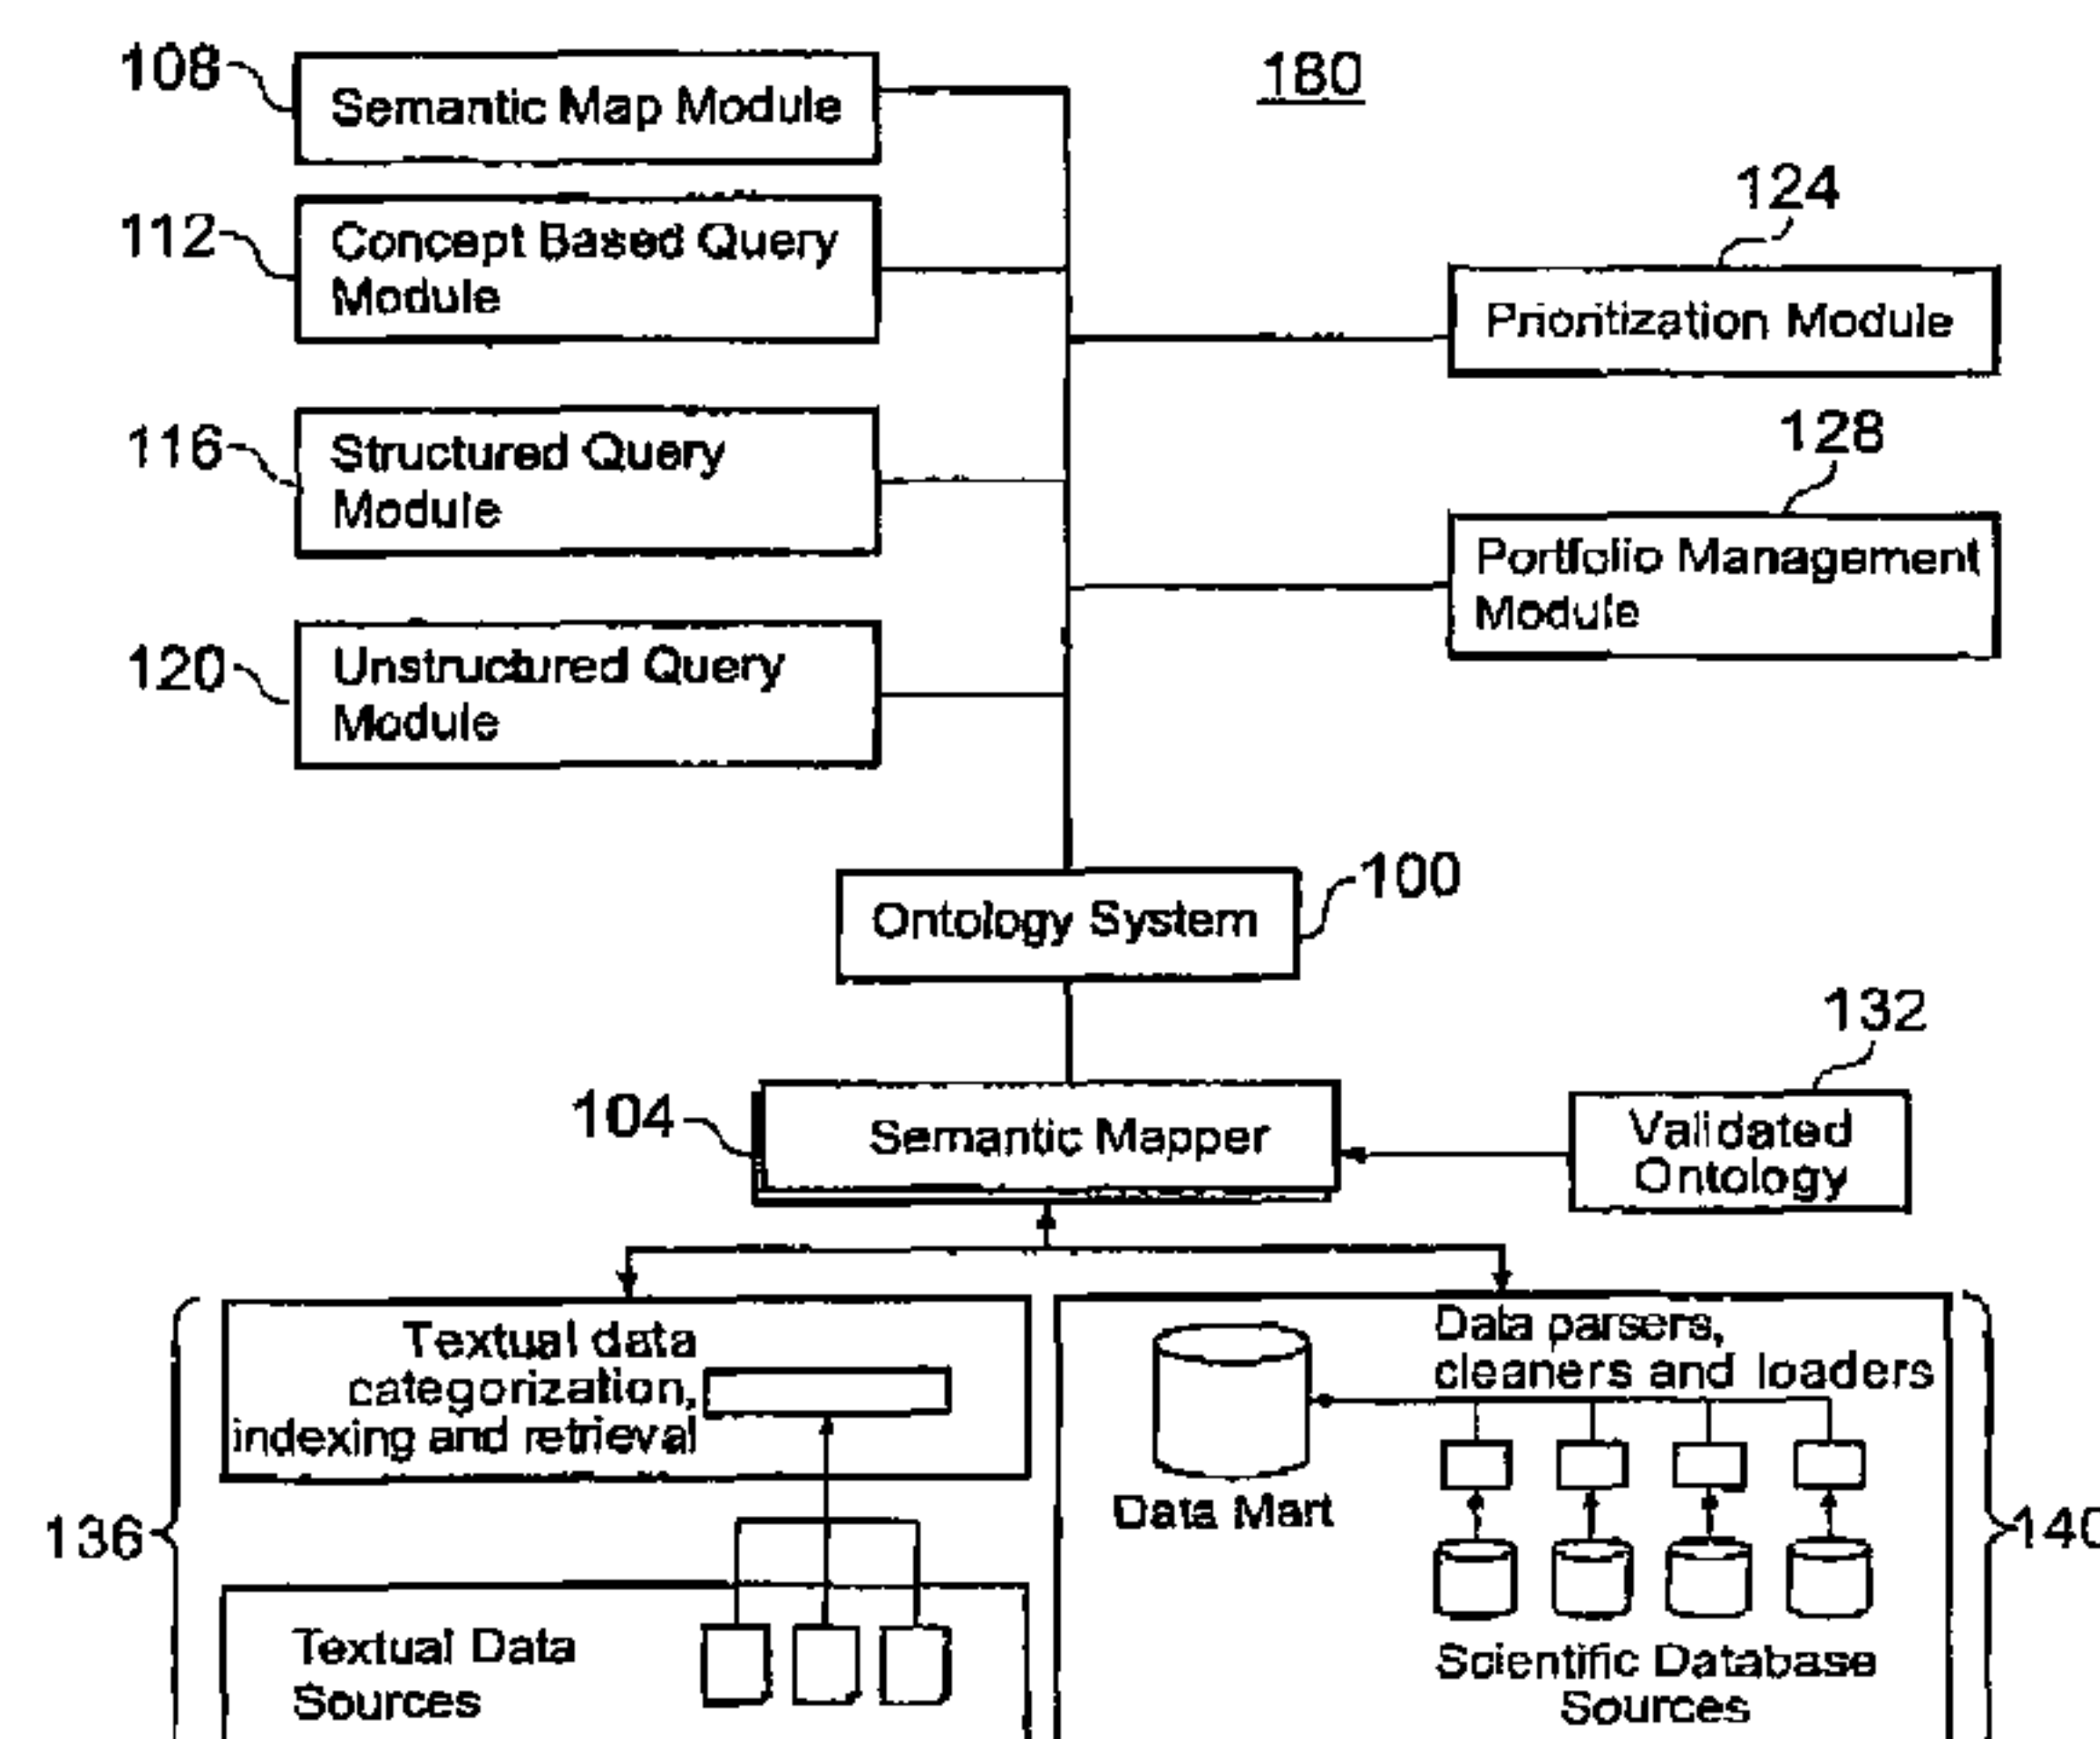 108
Semantic Map Module
180
112
Concept Based Query
Module
124
Prioritization Module
116
Structured Query
Module
128
Portfolio Management
Module
120
Unstructured Query
Module
Ontology System
100
104
Semantic Mapper
132
Validated
Ontology
136
Textual data
categorization,
indexing and retrieval
Textual Data
Sources
Data parsers,
cleaners and loaders
Data Mart
Scientific Database
Sources
140